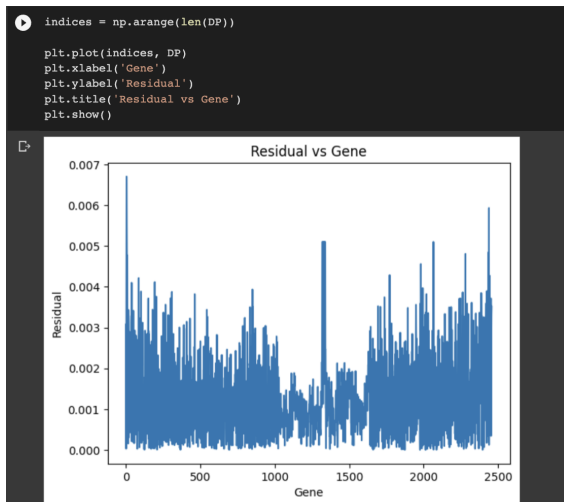 indices = np.arange(len(DP))
plt.plot(indices, DP)
plt.xlabel('Gene')
plt.ylabel('Residual')
plt.title('Residual vs Gene')
plt.show()
Residual vs Gene
0.007
0.006
0.005
0.004
0.003
0.002
0.001
0.000
Residual
0 500 1000 1500 2000 2500
Gene